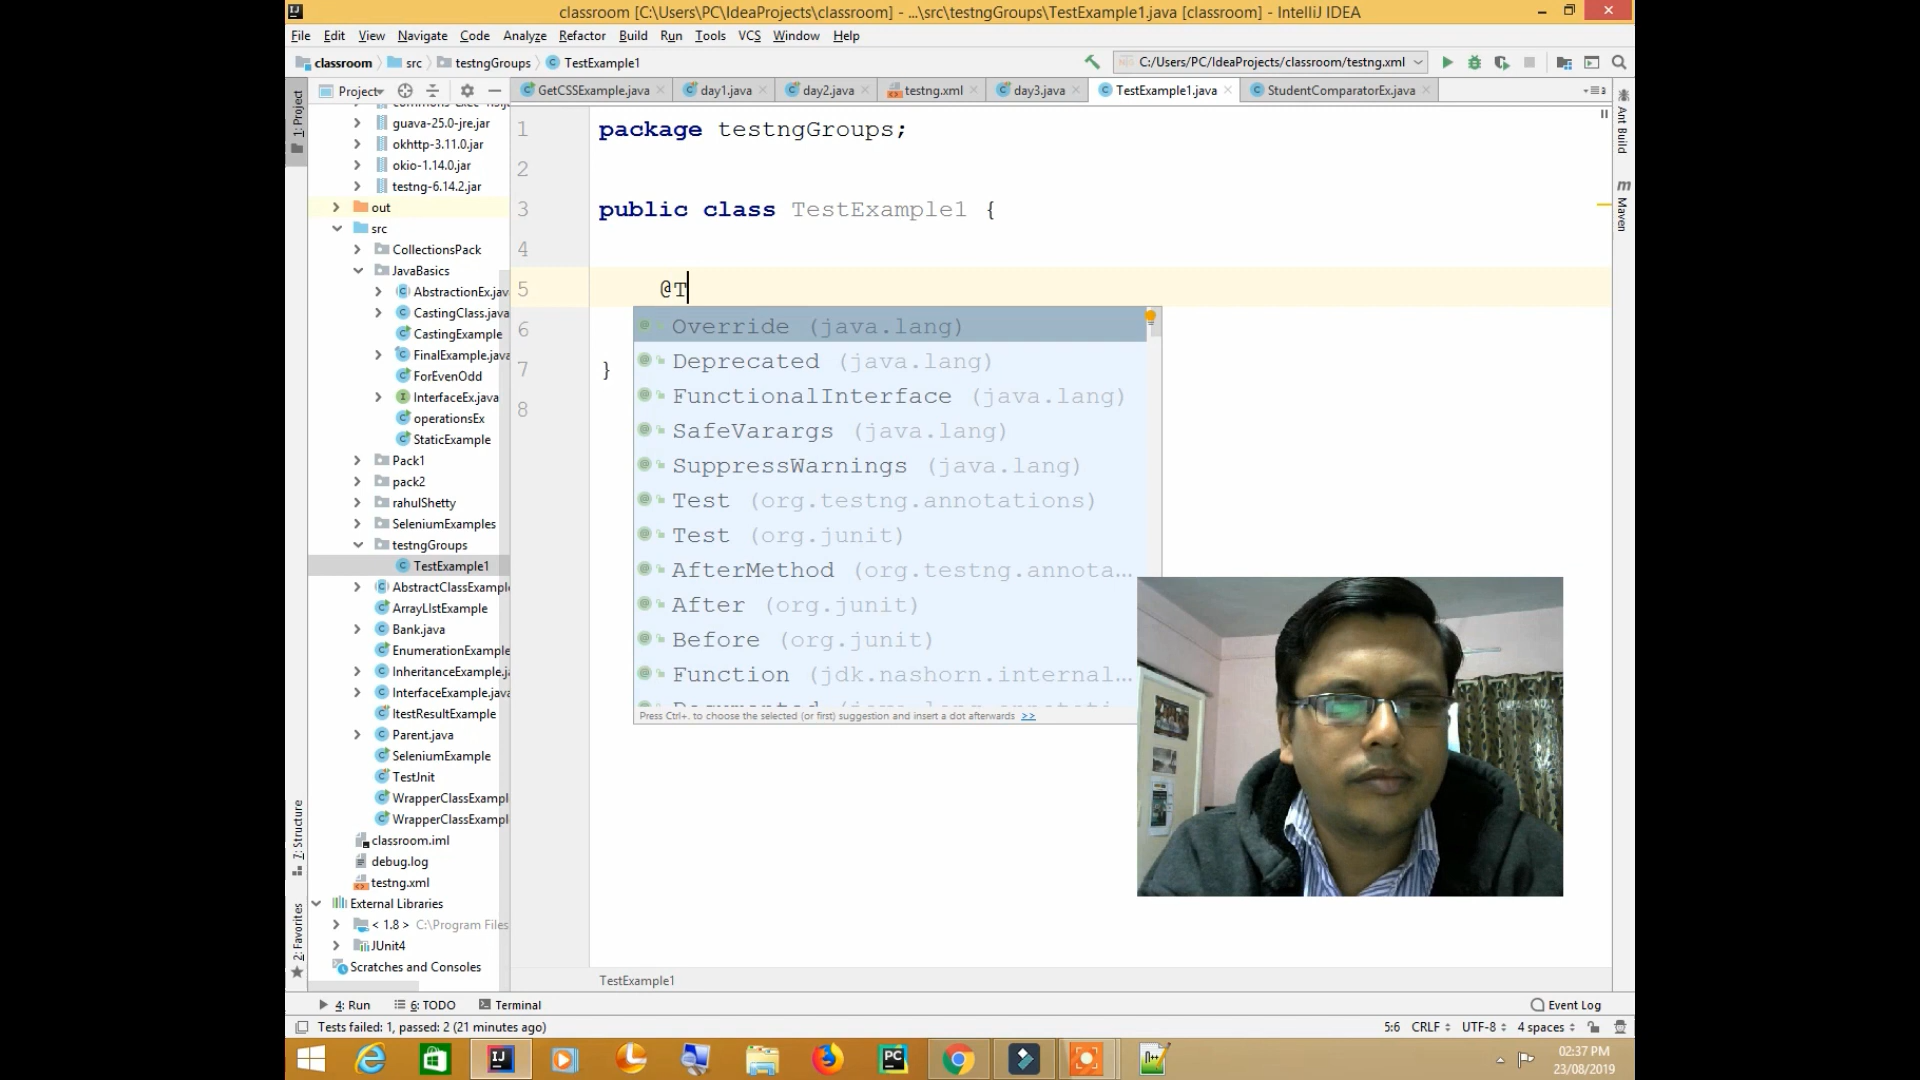 classroom [C:\Users\PC\IdeaProjects\classroom] - ...\src\testngGroups\TestExample1.java [classroom] - IntelliJ IDEA
File Edit View Navigate Code Analyze Refactor Build Run Tools VCS Window Help
classroom src testngGroups TestExample1 C:/Users/PC/IdeaProjects/classroom/testng.xml
Project GetCSSExample.java day1.java day2.java testng.xml day3.java TestExample1.java StudentComparatorEx.java
1: Project
Ant Build
Maven
guava-25.0-jre.jar
okhttp-3.11.0.jar
okio-1.14.0.jar
testng-6.14.2.jar
out
src
CollectionsPack
JavaBasics
AbstractionEx.jav
CastingClass.java
CastingExample
FinalExample.java
ForEvenOdd
InterfaceEx.java
operationsEx
StaticExample
Pack1
pack2
rahulShetty
SeleniumExamples
testngGroups
TestExample1
AbstractClassExampl
ArrayLIstExample
Bank.java
EnumerationExample
InheritanceExample.j
InterfaceExample.java
ItestResultExample
Parent.java
SeleniumExample
TestJnit
WrapperClassExampl
WrapperClassExampl
classroom.iml
debug.log
testng.xml
External Libraries
< 1.8 > C:\Program Files
JUnit4
Scratches and Consoles
7: Structure
2: Favorites
1 package testngGroups;
2
3 public class TestExample1 {
4
5 @T
6
7 }
8
Override (java.lang)
Deprecated (java.lang)
FunctionalInterface (java.lang)
SafeVarargs (java.lang)
SuppressWarnings (java.lang)
Test (org.testng.annotations)
Test (org.junit)
AfterMethod (org.testng.annota...
After (org.junit)
Before (org.junit)
Function (jdk.nashorn.internal...
Press Ctrl+. to choose the selected (or first) suggestion and insert a dot afterwards >>
TestExample1
4: Run 6: TODO Terminal Event Log
Tests failed: 1, passed: 2 (21 minutes ago) 5:6 CRLF UTF-8 4 spaces
02:37 PM
23/08/2019